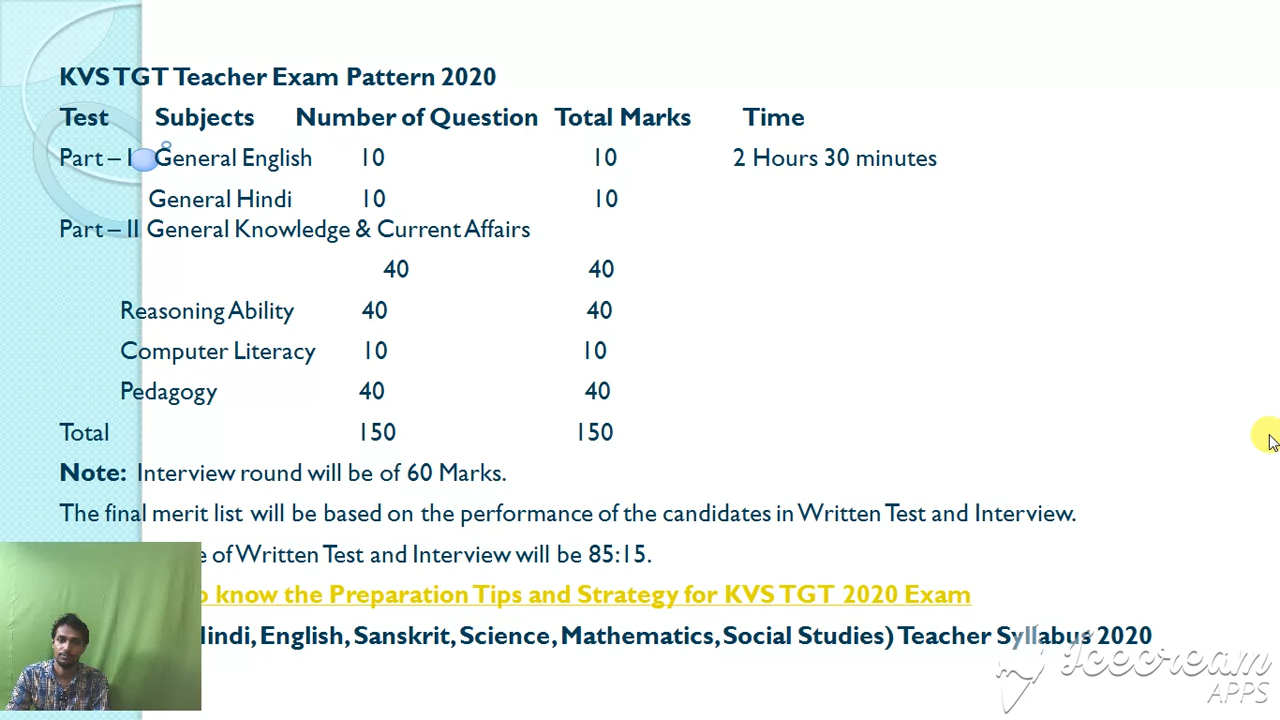 KVS TGT Teacher Exam Pattern 2020
Test Subjects Number of Question Total Marks Time
Part – I General English 10 10 2 Hours 30 minutes
General Hindi 10 10
Part – II General Knowledge & Current Affairs
40 40
Reasoning Ability 40 40
Computer Literacy 10 10
Pedagogy 40 40
Total 150 150
Note: Interview round will be of 60 Marks.
The final merit list will be based on the performance of the candidates in Written Test and Interview.
of Written Test and Interview will be 85:15.
know the Preparation Tips and Strategy for KVS TGT 2020 Exam
English, Sanskrit, Science, Mathematics, Social Studies) Teacher Syllabus 2020
Icecream
APPS